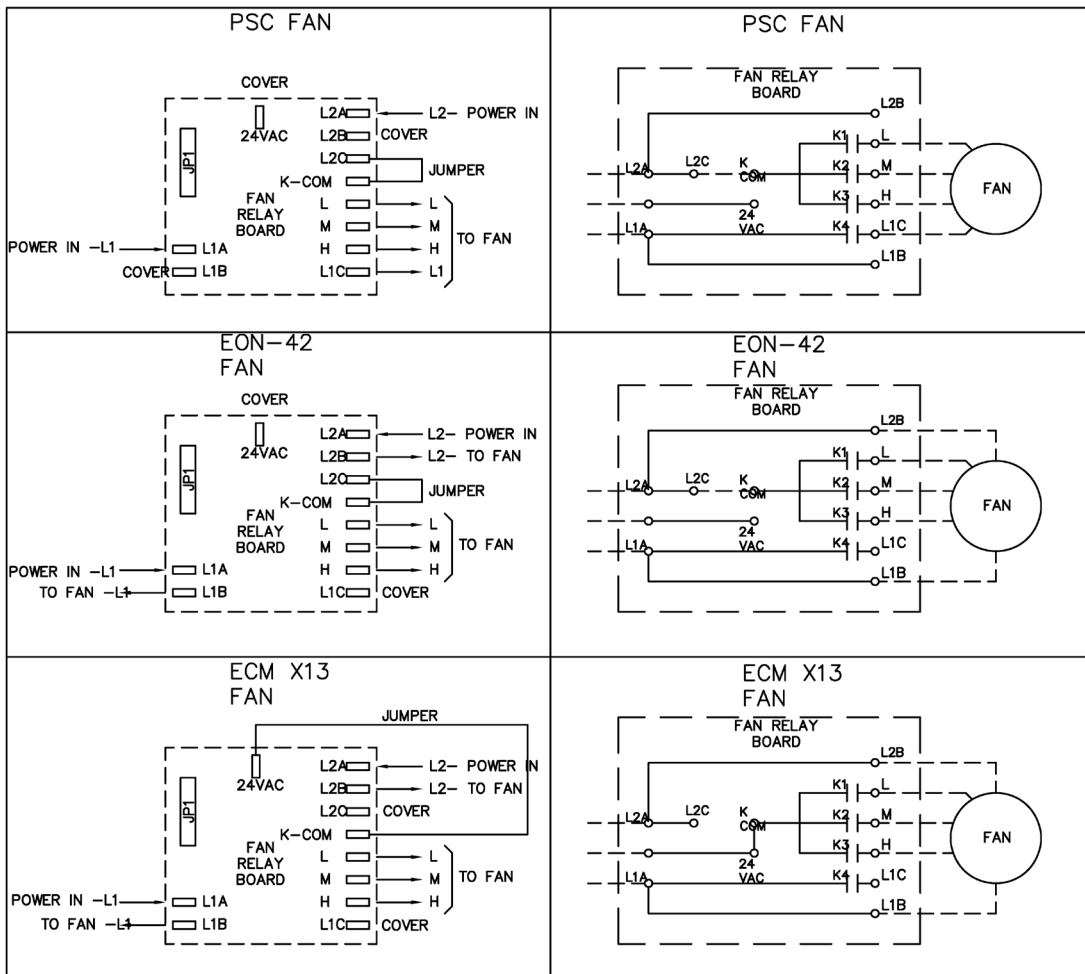 PSC FAN
COVER
24VAC
JP1
L2A
L2- POWER IN
L2B
COVER
L2C
JUMPER
K-COM
FAN
RELAY
BOARD
L
L
M
M
TO FAN
H
H
POWER IN -L1
L1A
COVER
L1B
L1C
L1
PSC FAN
FAN RELAY
BOARD
L2B
K1
L
L2A
L2C
K
COM
K2
M
K3
H
24
VAC
L1A
K4
L1C
L1B
FAN
EON-42
FAN
COVER
24VAC
JP1
L2A
L2- POWER IN
L2B
L2- TO FAN
L2C
JUMPER
K-COM
FAN
RELAY
BOARD
L
L
M
M
TO FAN
H
H
POWER IN -L1
L1A
TO FAN -L1
L1B
L1C
COVER
EON-42
FAN
FAN RELAY
BOARD
L2B
K1
L
L2A
L2C
K
COM
K2
M
K3
H
24
VAC
L1A
K4
L1C
L1B
FAN
ECM X13
FAN
JUMPER
24VAC
JP1
L2A
L2- POWER IN
L2B
L2- TO FAN
L2C
COVER
K-COM
FAN
RELAY
BOARD
L
L
M
M
TO FAN
H
H
POWER IN -L1
L1A
TO FAN -L1
L1B
L1C
COVER
ECM X13
FAN
FAN RELAY
BOARD
L2B
K1
L
L2A
L2C
K
COM
K2
M
K3
H
24
VAC
L1A
K4
L1C
L1B
FAN